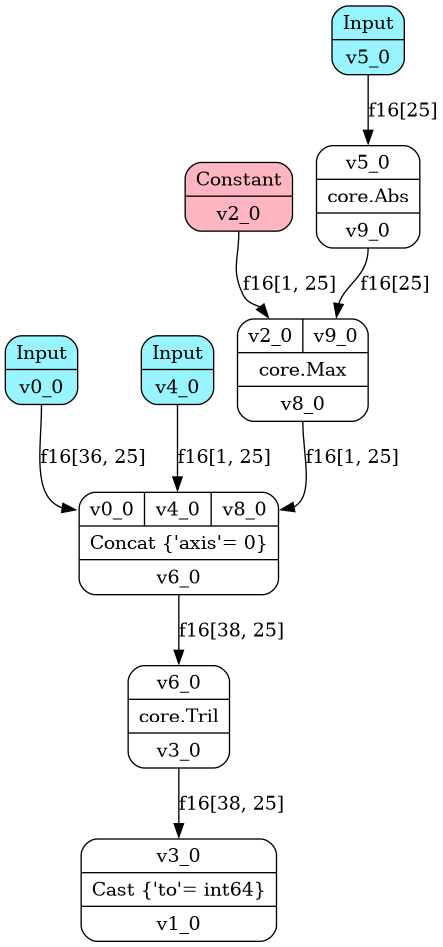 Input
v5_0
f16[25]
v5_0
core.Abs
v9_0
Constant
v2_0
f16[1, 25]
f16[25]
v2_0 v9_0
core.Max
v8_0
Input
v0_0
Input
v4_0
f16[36, 25]
f16[1, 25]
f16[1, 25]
v0_0 v4_0 v8_0
Concat {'axis'= 0}
v6_0
f16[38, 25]
v6_0
core.Tril
v3_0
f16[38, 25]
v3_0
Cast {'to'= int64}
v1_0